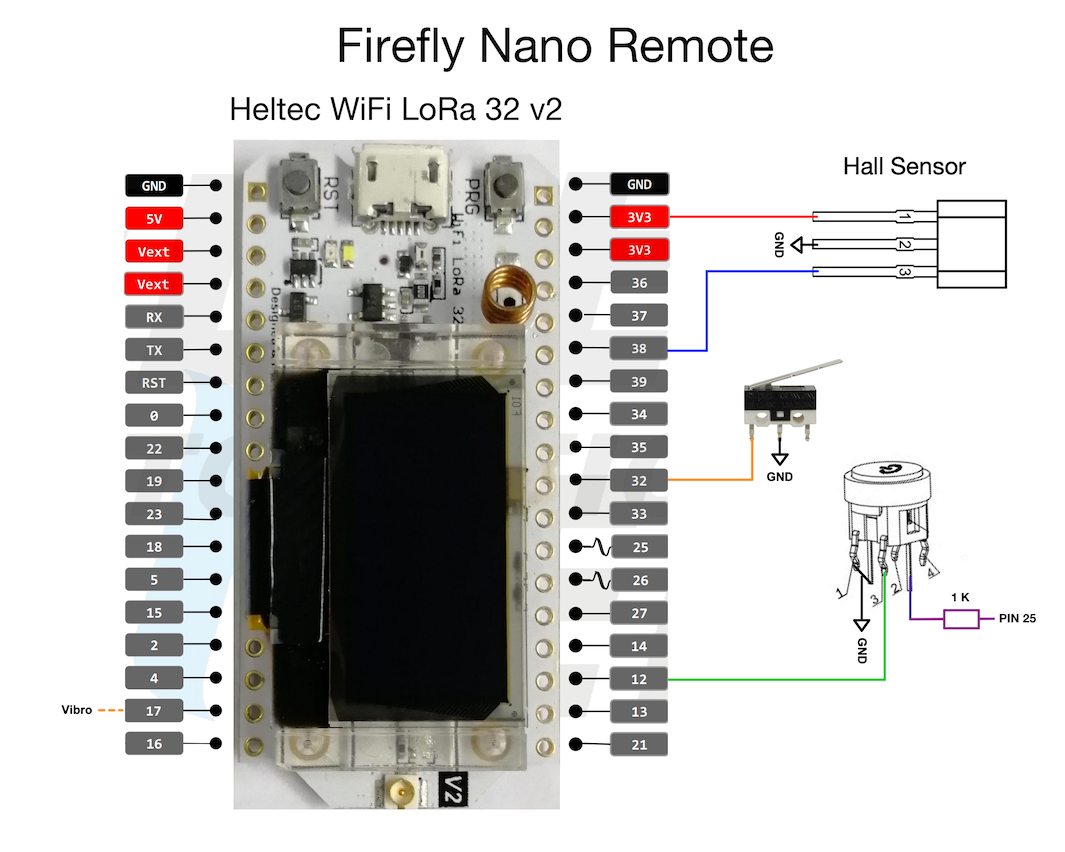 Firefly Nano Remote
Heltec WiFi LoRa 32 v2
Hall Sensor
GND
5V
Vext
Vext
RX
TX
RST
0
22
19
23
18
5
15
2
4
Vibro
17
16
RST
PRG
WiFi LoRa 32
Designed
V2
GND
3V3
3V3
36
37
38
39
34
35
32
33
25
26
27
14
12
13
21
1
2
3
GND
GND
1
3
2
4
GND
1 K
PIN 25